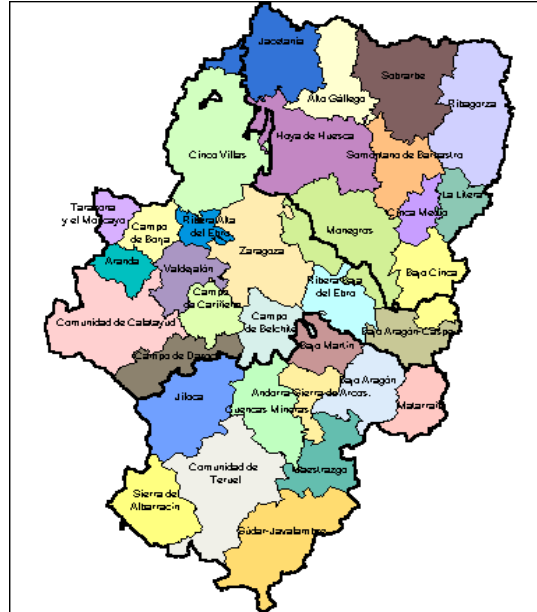 Jacetania
Sobrarbe
Alto Gállego
Ribagorza
Hoya de Huesca
Cinco Villas
Somontano de Barbastro
La Litera
Tarazona
y el Moncayo
Cinca Medio
Ribera Alta
del Ebro
Campo
de Borja
Monegros
Zaragoza
Aranda
Valdejalón
Bajo Cinca
Ribera Baja
del Ebro
Campo
de Cariñena
Comunidad de Calatayud
Campo
de Belchite
Bajo Aragón-Caspe
Bajo Martín
Campo de Daroca
Bajo Aragón
Jiloca
Andorra-Sierra de Arcos.
Matarraña
Cuencas Mineras
Comunidad de
Teruel
Maestrazgo
Sierra del
Albarracín
Gúdar-Javalambre